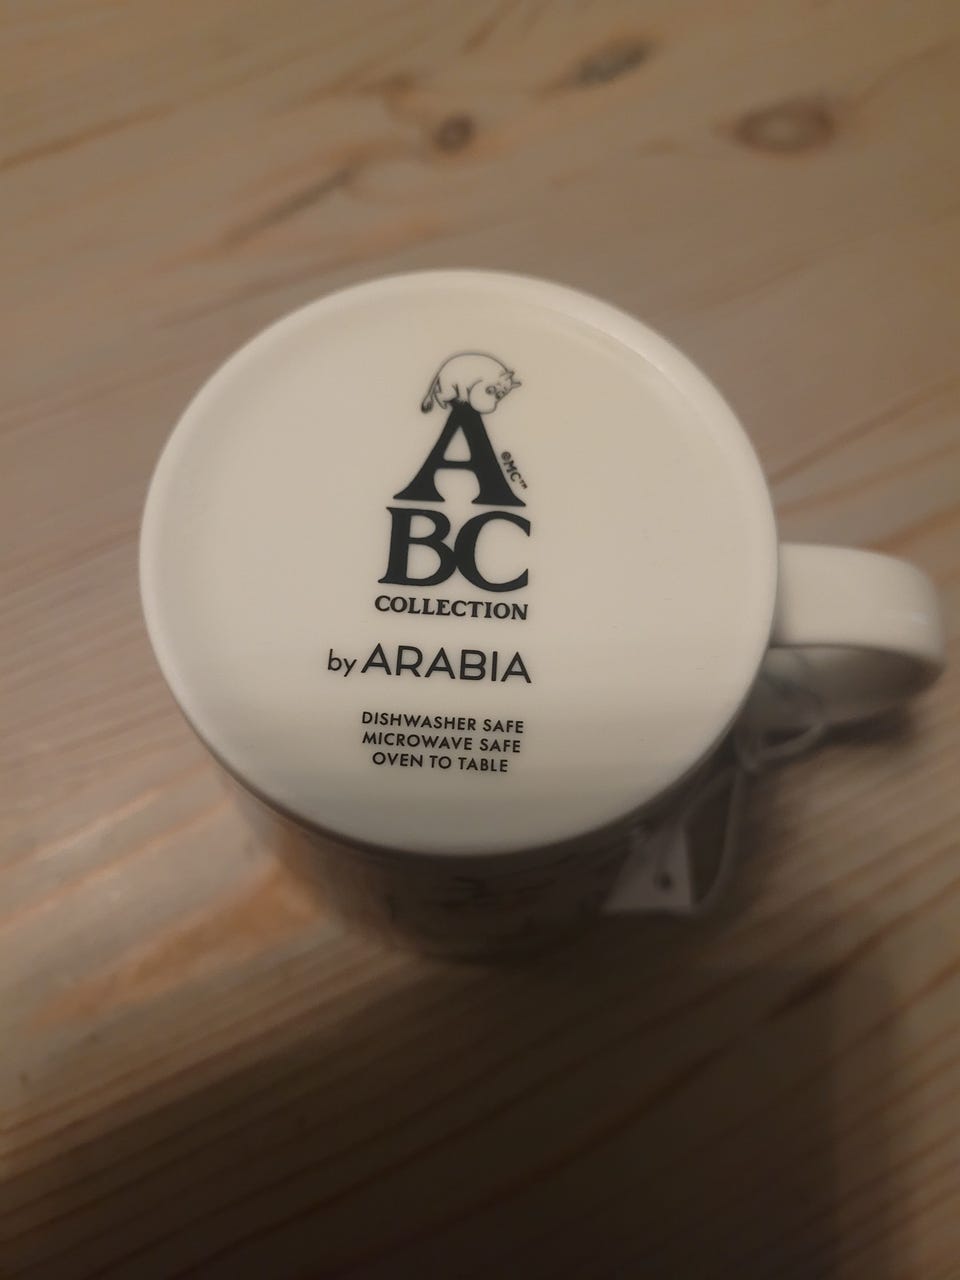 A
©MC™
BC
COLLECTION
by ARABIA
DISHWASHER SAFE
MICROWAVE SAFE
OVEN TO TABLE